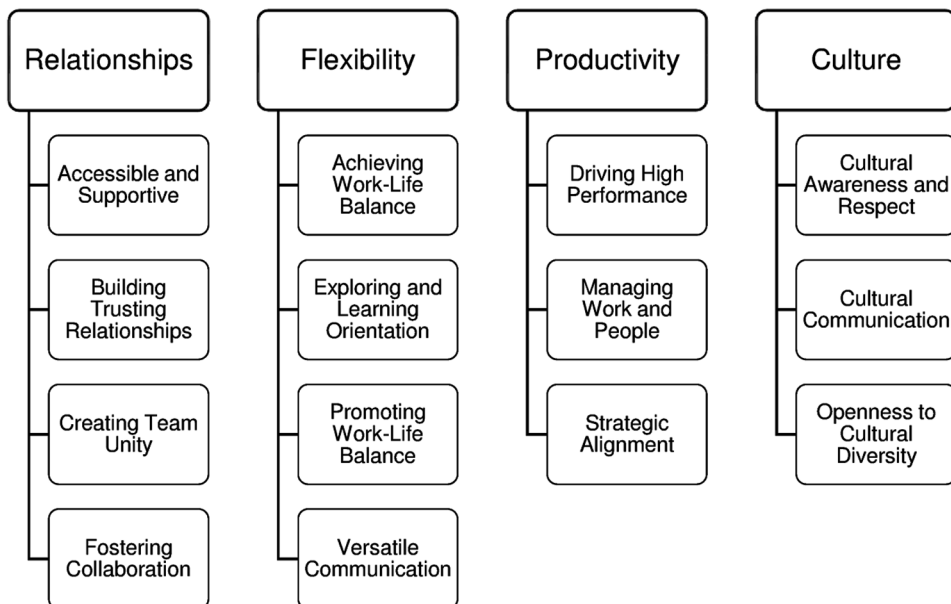 Relationships
Accessible and
Supportive
Building
Trusting
Relationships
Creating Team
Unity
Fostering
Collaboration
Flexibility
Achieving
Work-Life
Balance
Exploring and
Learning
Orientation
Promoting
Work-Life
Balance
Versatile
Communication
Productivity
Driving High
Performance
Managing
Work and
People
Strategic
Alignment
Culture
Cultural
Awareness and
Respect
Cultural
Communication
Openness to
Cultural
Diversity